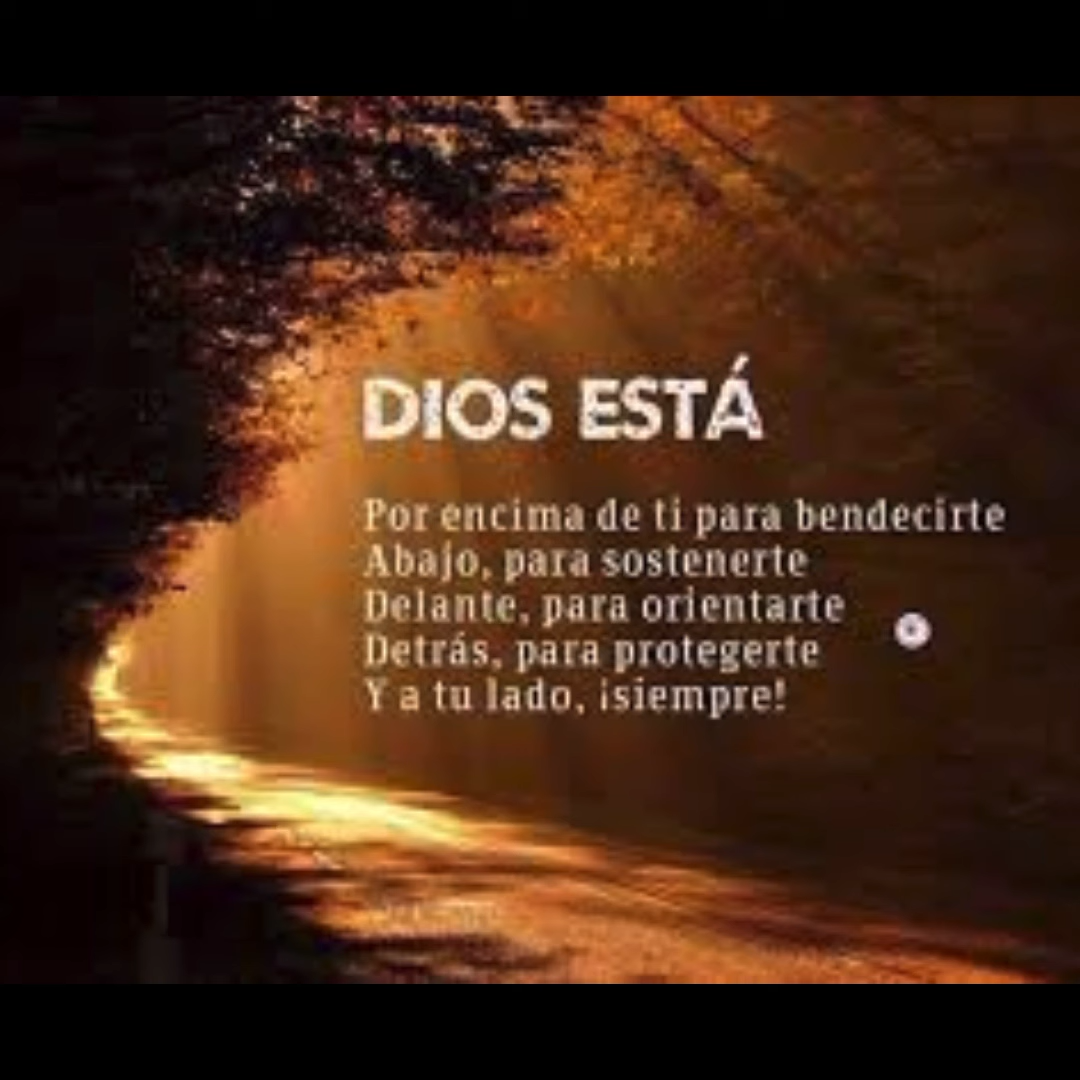 DIOS ESTÁ
Por encima de ti para bendecirte
Abajo, para sostenerte
Delante, para orientarte
Detrás, para protegerte
Y a tu lado, ¡siempre!